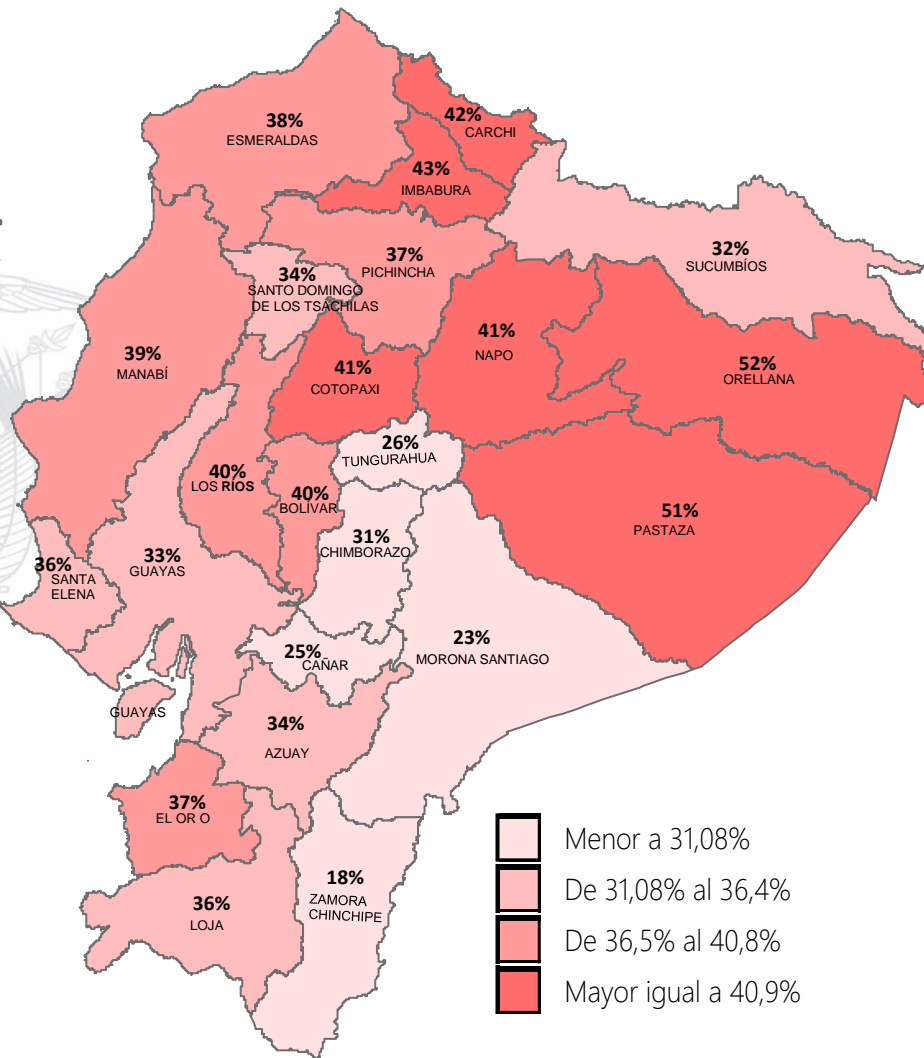 42%
CARCHI
38%
ESMERALDAS
43%
IMBABURA
32%
SUCUMBÍOS
37%
PICHINCHA
34%
SANTO DOMINGO
DE LOS TSÁCHILAS
41%
NAPO
39%
MANABÍ
41%
COTOPAXI
52%
ORELLANA
26%
TUNGURAHUA
40%
LOS RÍOS
40%
BOLÍVAR
51%
PASTAZA
31%
CHIMBORAZO
33%
GUAYAS
36%
SANTA
ELENA
23%
MORONA SANTIAGO
25%
CAÑAR
GUAYAS
34%
AZUAY
37%
EL OR O
18%
ZAMORA
CHINCHIPE
36%
LOJA
Menor a 31,08%
De 31,08% al 36,4%
De 36,5% al 40,8%
Mayor igual a 40,9%